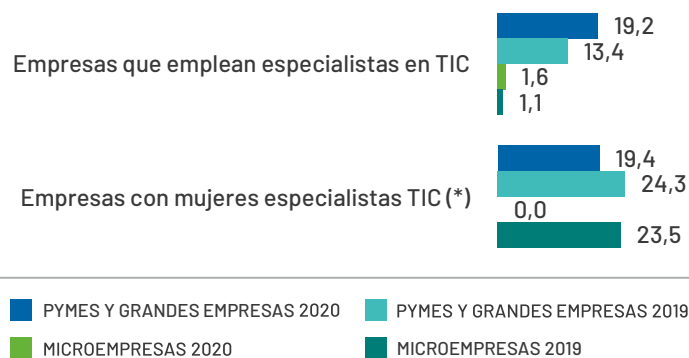 19,2
13,4
Empresas que emplean especialistas en TIC
1,6
1,1
19,4
24,3
Empresas con mujeres especialistas TIC (*)
0,0
23,5
PYMES Y GRANDES EMPRESAS 2020
PYMES Y GRANDES EMPRESAS 2019
MICROEMPRESAS 2020
MICROEMPRESAS 2019